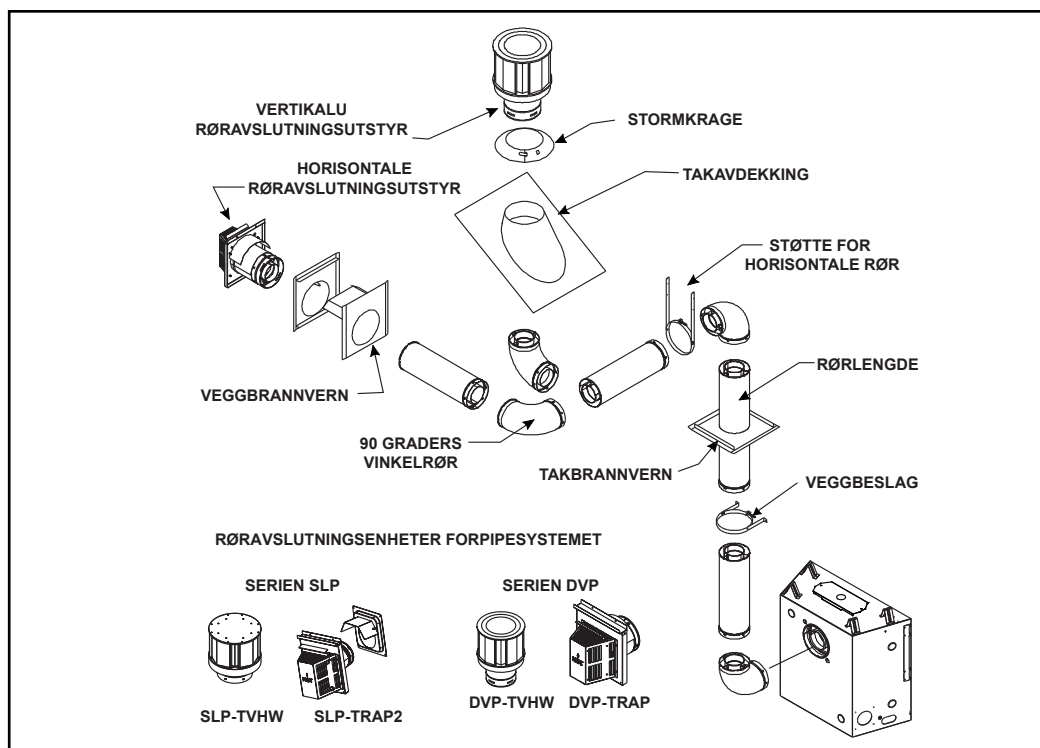 VERTIKALU
RØRAVSLUTNINGSUTSTYR
STORMKRAGE
HORISONTALE
RØRAVSLUTNINGSUTSTYR
TAKAVDEKKING
STØTTE FOR
HORISONTALE RØR
VEGGBRANNVERN
RØRLENGDE
90 GRADERS
VINKELRØR
TAKBRANNVERN
VEGGBESLAG
RØRAVSLUTNINGSENHETER FORPIPESYSTEMET
SERIEN SLP
SERIEN DVP
SLP-TVHW
SLP-TRAP2
DVP-TVHW
DVP-TRAP